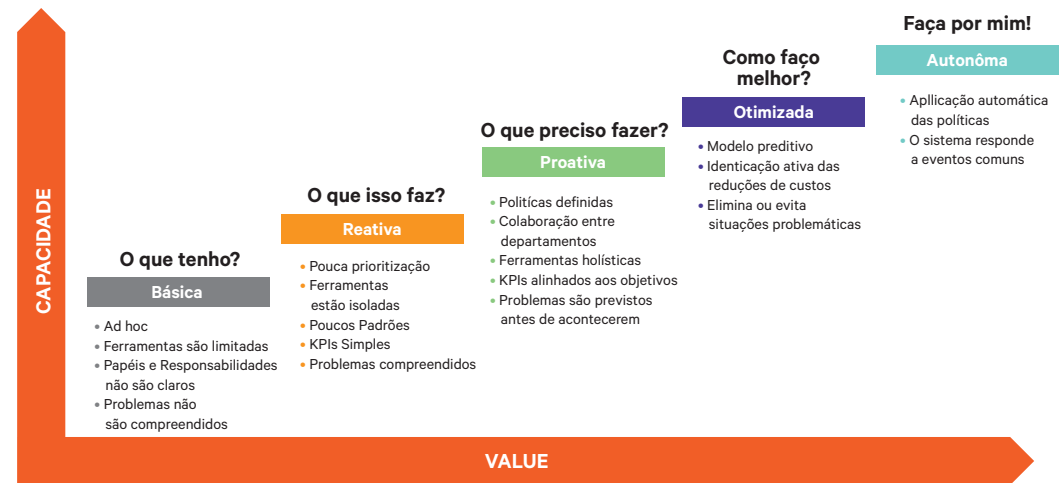 CAPACIDADE
O que tenho?
Básica
• Ad hoc
• Ferramentas são limitadas
• Papéis e Responsabilidades
não são claros
• Problemas não
são compreendidos
O que isso faz?
Reativa
• Pouca prioritização
• Ferramentas
estão isoladas
• Poucos Padrões
• KPIs Simples
• Problemas compreendidos
O que preciso fazer?
Proativa
• Politícas definidas
• Colaboração entre
departamentos
• Ferramentas holísticas
• KPIs alinhados aos objetivos
• Problemas são previstos
antes de acontecerem
Como faço
melhor?
Otimizada
• Modelo preditivo
• Identicação ativa das
reduções de custos
• Elimina ou evita
situações problemáticas
Faça por mim!
Autonôma
• Apllicação automática
das políticas
• O sistema responde
a eventos comuns
VALUE